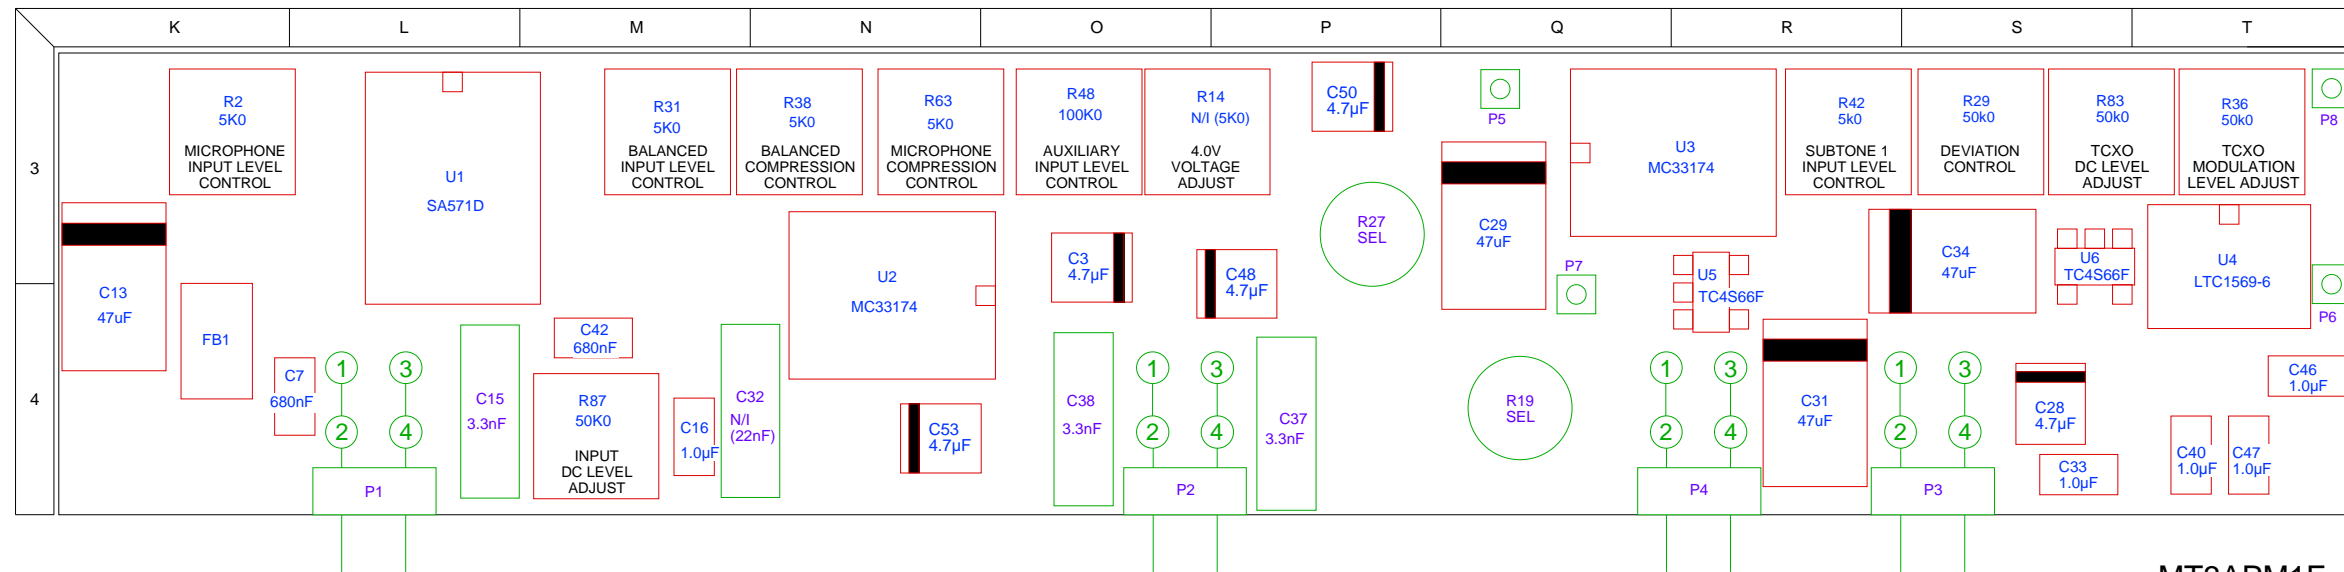 K L M N O P Q R S T
3
4
R2
5K0
MICROPHONE
INPUT LEVEL
CONTROL
U1
SA571D
R31
5K0
BALANCED
INPUT LEVEL
CONTROL
R38
5K0
BALANCED
COMPRESSION
CONTROL
R63
5K0
MICROPHONE
COMPRESSION
CONTROL
R48
100K0
AUXILIARY
INPUT LEVEL
CONTROL
R14
N/I (5K0)
4.0V
VOLTAGE
ADJUST
C50
4.7µF
P5
U3
MC33174
R42
5k0
SUBTONE 1
INPUT LEVEL
CONTROL
R29
50k0
DEVIATION
CONTROL
R83
50k0
TCXO
DC LEVEL
ADJUST
R36
50k0
TCXO
MODULATION
LEVEL ADJUST
P8
C13
47uF
FB1
U2
MC33174
C3
4.7µF
C48
4.7µF
R27
SEL
C29
47uF
P7
U5
TC4S66F
C34
47uF
U6
TC4S66F
U4
LTC1569-6
P6
C7
680nF
1
3
2
4
P1
C15
3.3nF
C42
680nF
R87
50K0
INPUT
DC LEVEL
ADJUST
C16
1.0µF
C32
N/I
(22nF)
C53
4.7µF
C38
3.3nF
1
3
2
4
P2
C37
3.3nF
R19
SEL
1
3
2
4
P4
C31
47uF
1
3
2
4
P3
C28
4.7µF
C33
1.0µF
C46
1.0µF
C40
1.0µF
C47
1.0µF